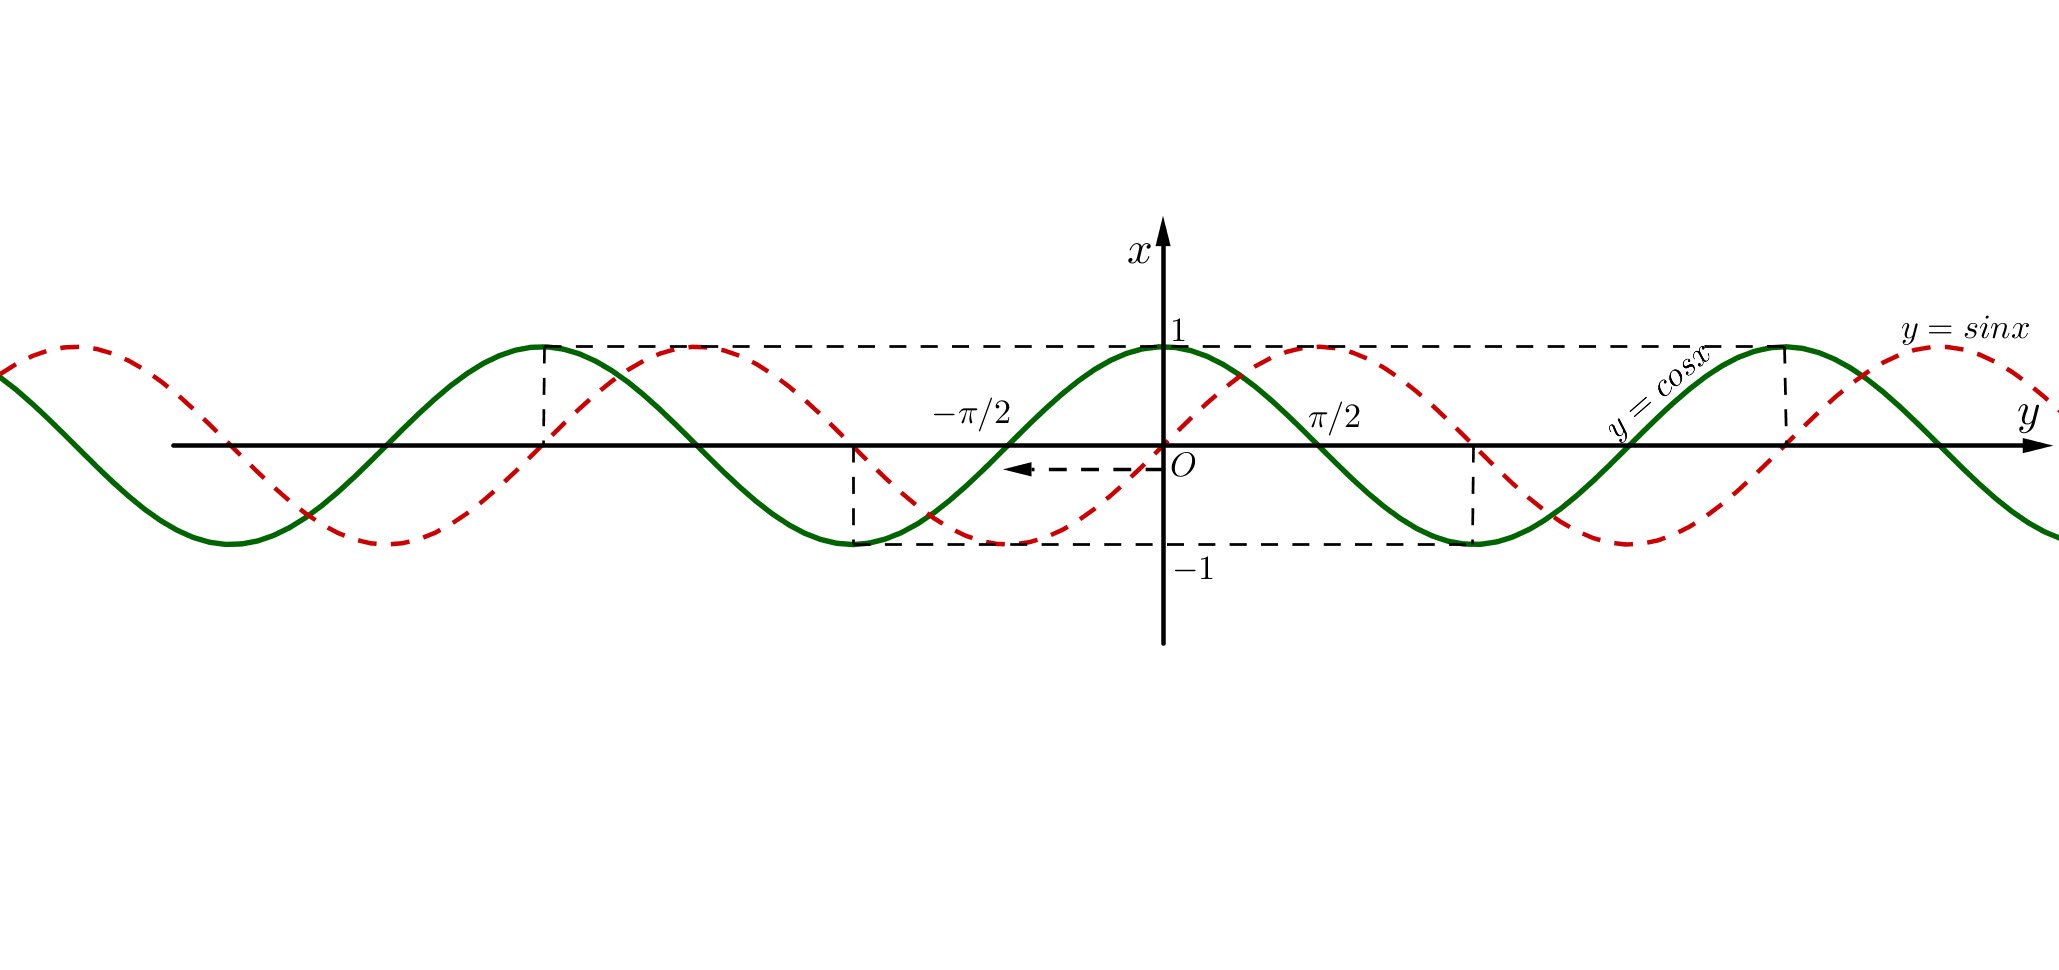 x
1
y = sinx
y = cosx
−π/2
π/2
y
O
−1